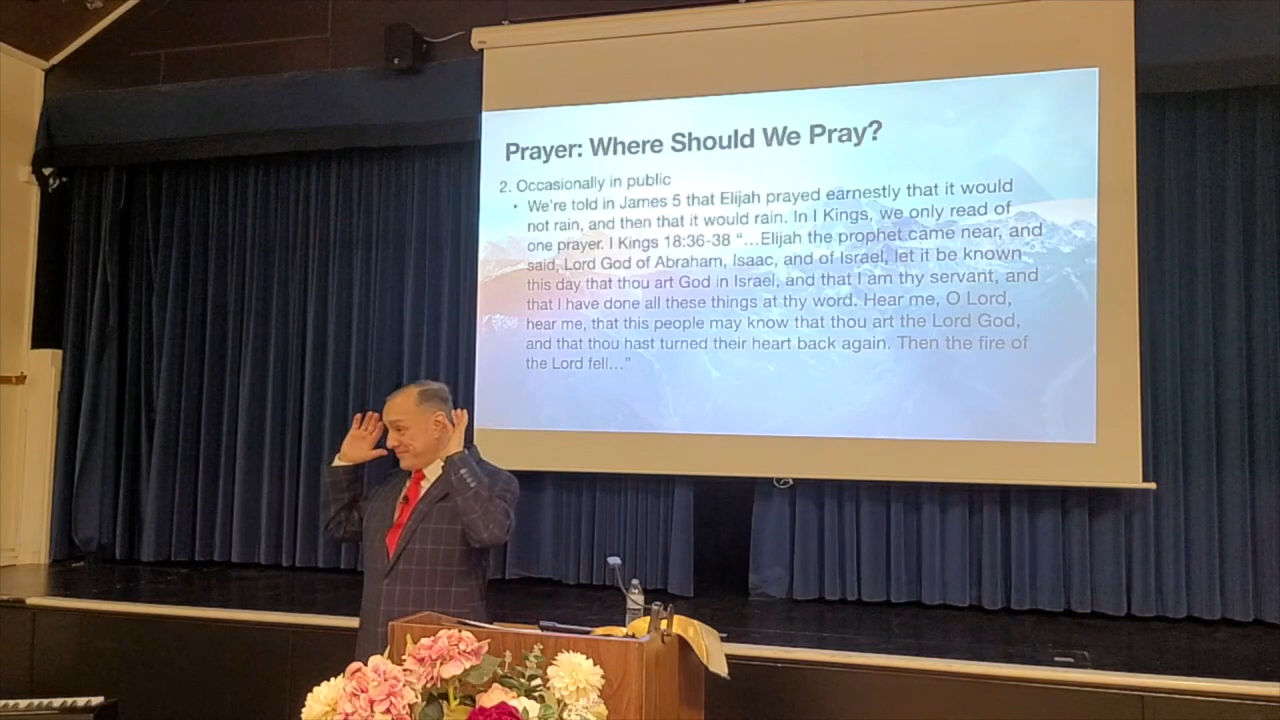 Prayer: Where Should We Pray?
2. Occasionally in public
• We're told in James 5 that Elijah prayed earnestly that it would
not rain, and then that it would rain. In I Kings, we only read of
one prayer. I Kings 18:36-38 “...Elijah the prophet came near, and
said, Lord God of Abraham, Isaac, and of Israel, let it be known
this day that thou art God in Israel, and that I am thy servant, and
that I have done all these things at thy word. Hear me, O Lord,
hear me, that this people may know that thou art the Lord God,
and that thou hast turned their heart back again. Then the fire of
the Lord fell...”